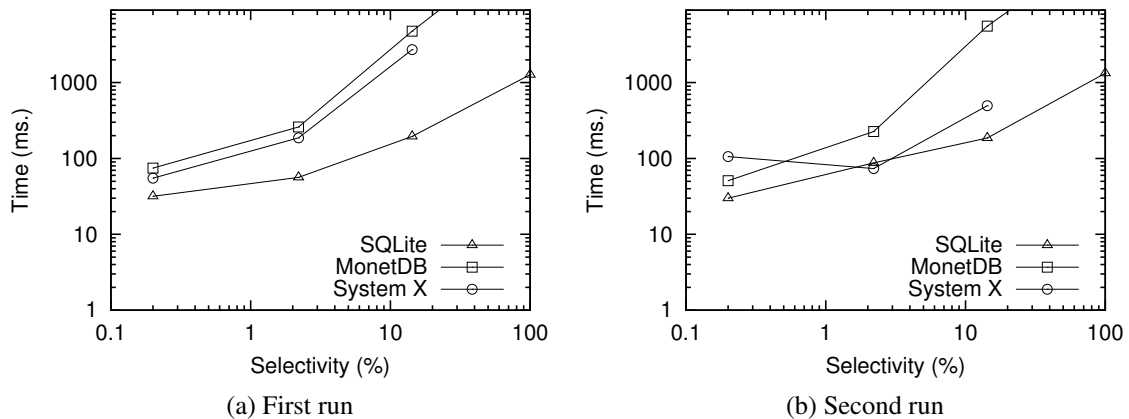 1000
100
10
1
0.1
1
10
100
Time (ms.)
Selectivity (%)
SQLite
MonetDB
System X
(a) First run
1000
100
10
1
0.1
1
10
100
Time (ms.)
Selectivity (%)
SQLite
MonetDB
System X
(b) Second run